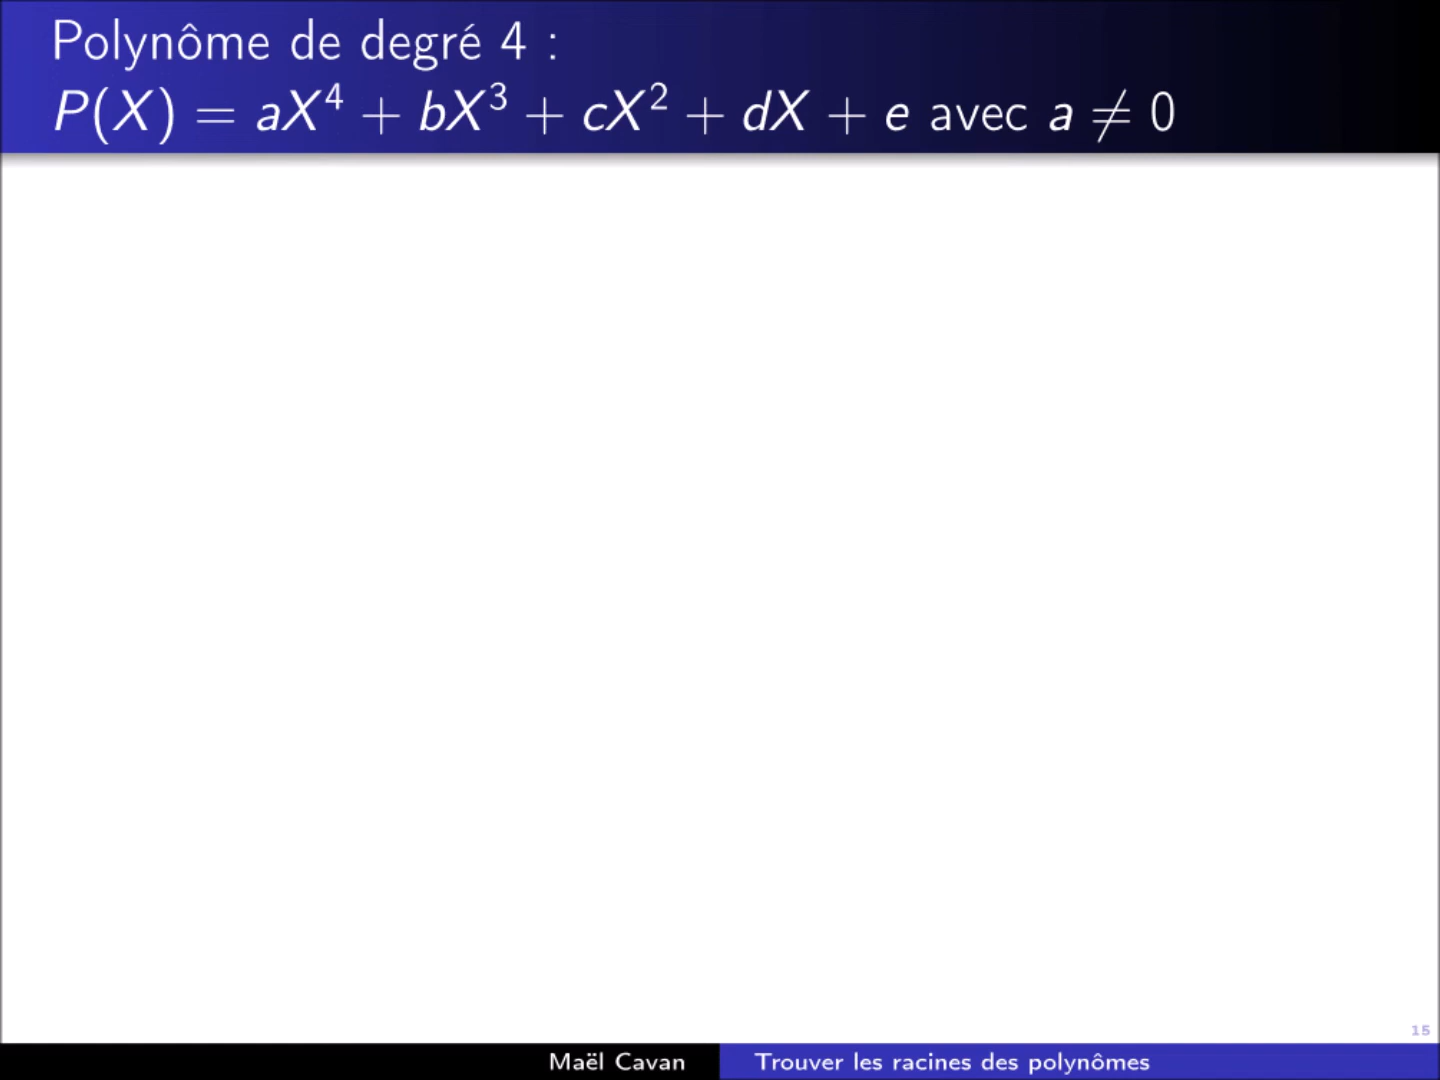 Polynôme de degré 4 :
P(X) = aX⁴ + bX³ + cX² + dX + e avec a ≠ 0
15
Maël Cavan
Trouver les racines des polynômes